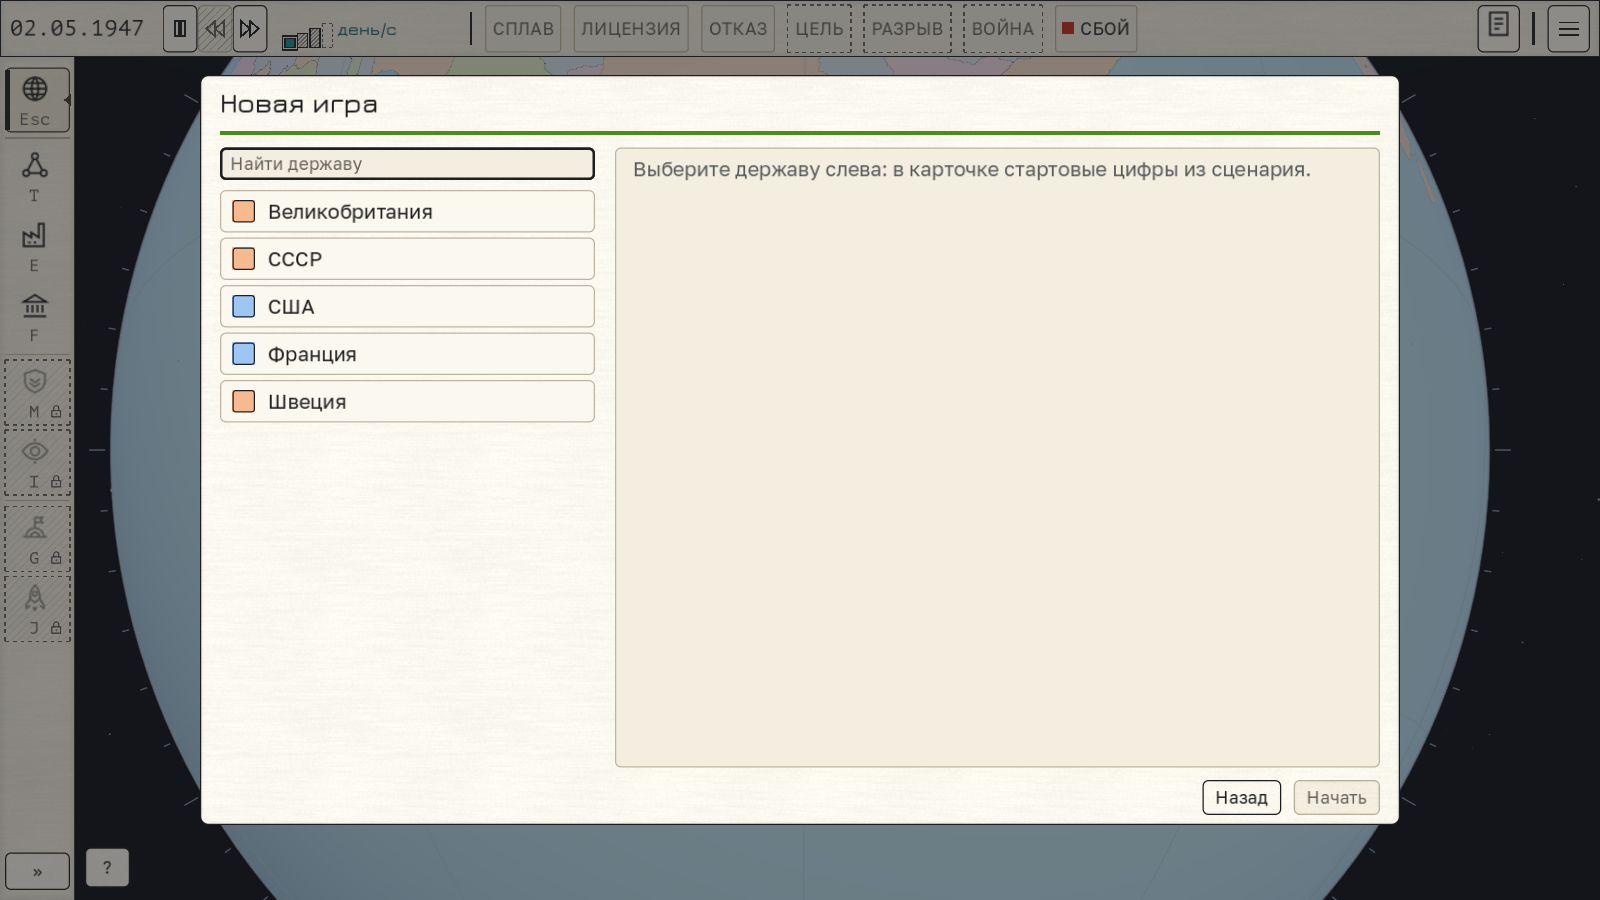 02.05.1947
день/с
СПЛАВ
ЛИЦЕНЗИЯ
ОТКАЗ
ЦЕЛЬ
РАЗРЫВ
ВОЙНА
СБОЙ
Esc
T
E
F
M
I
G
J
»
?
Новая игра
Найти державу
Великобритания
СССР
США
Франция
Швеция
Выберите державу слева: в карточке стартовые цифры из сценария.
Назад
Начать